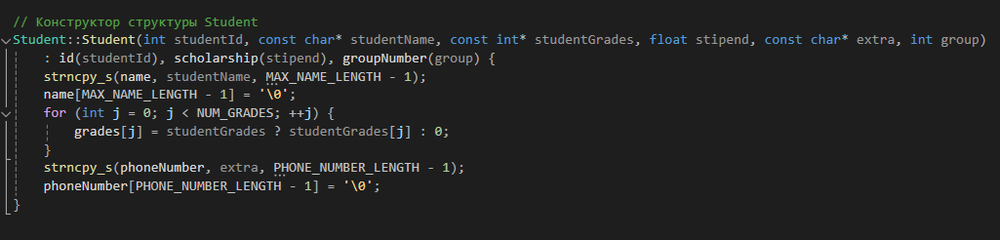 // Конструктор структуры Student
Student::Student(int studentId, const char* studentName, const int* studentGrades, float stipend, const char* extra, int group)
    : id(studentId), scholarship(stipend), groupNumber(group) {
    strncpy_s(name, studentName, MAX_NAME_LENGTH - 1);
    name[MAX_NAME_LENGTH - 1] = '\0';
    for (int j = 0; j < NUM_GRADES; ++j) {
        grades[j] = studentGrades ? studentGrades[j] : 0;
    }
    strncpy_s(phoneNumber, extra, PHONE_NUMBER_LENGTH - 1);
    phoneNumber[PHONE_NUMBER_LENGTH - 1] = '\0';
}